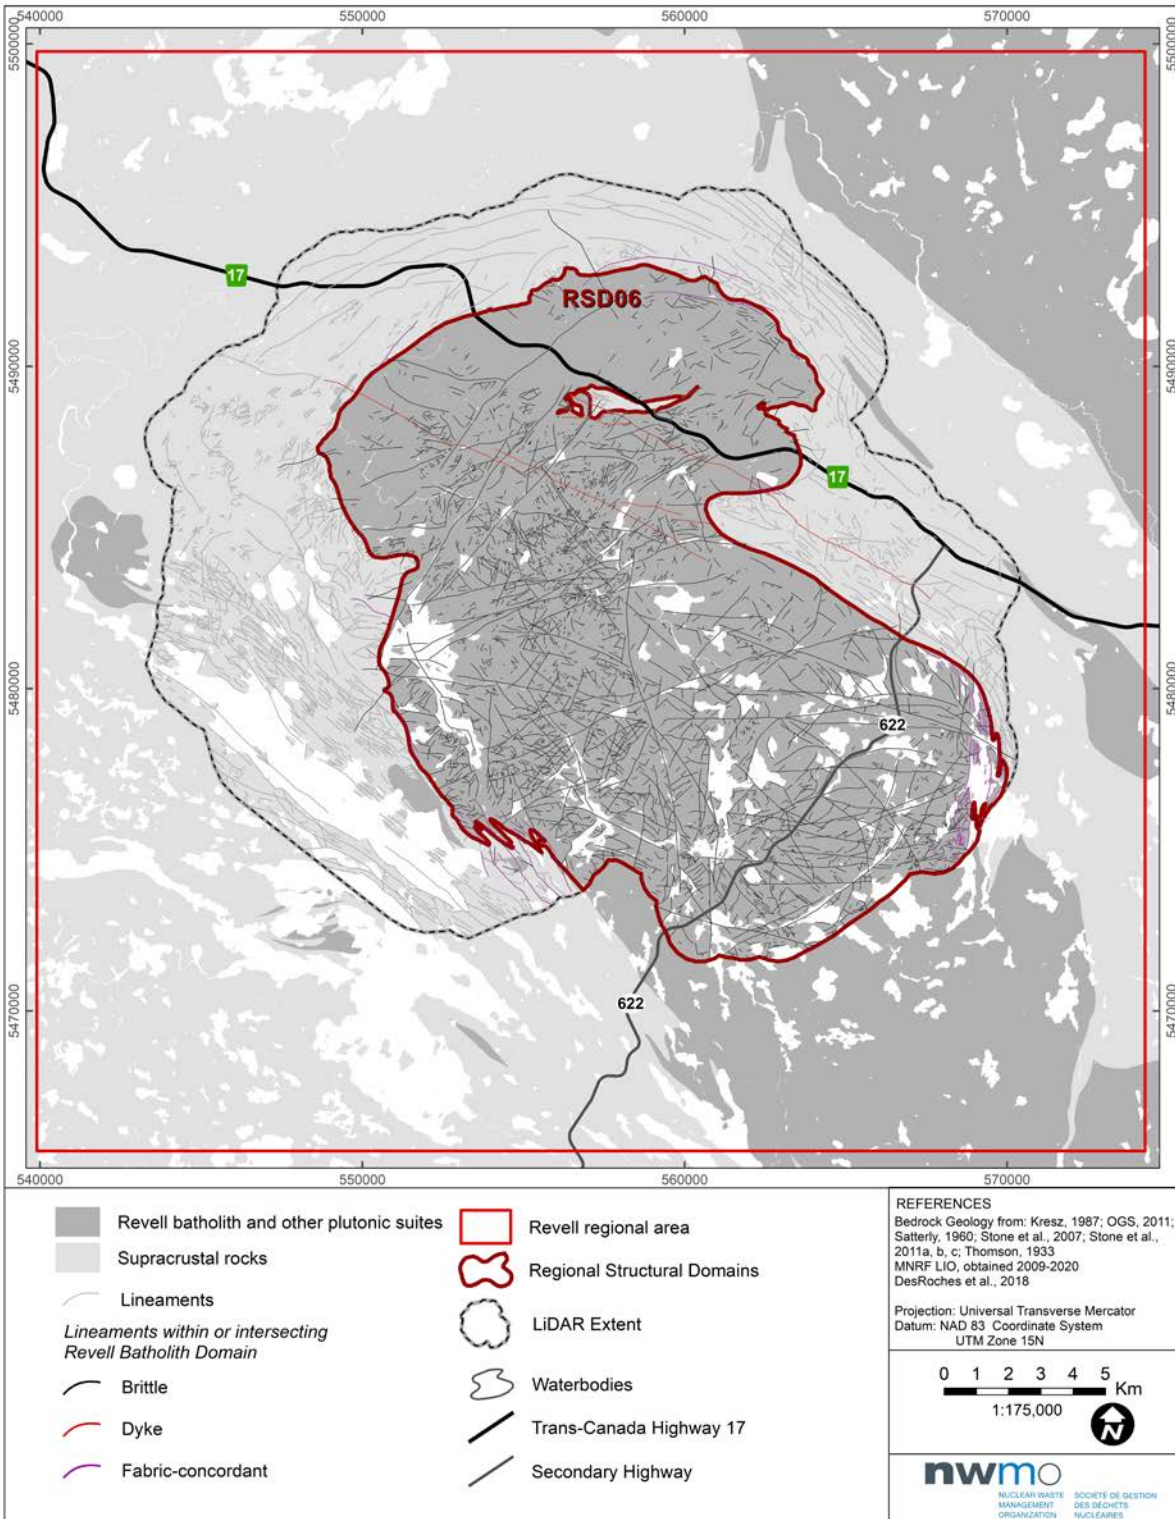 540000 550000 560000 570000
5500000 5500000
17
RSD06
5490000 5490000
17
5480000 5480000
622
5470000 5470000
622
540000 550000 560000 570000
Revell batholith and other plutonic suites
Supracrustal rocks
Lineaments
Lineaments within or intersecting
Revell Batholith Domain
Brittle
Dyke
Fabric-concordant
Revell regional area
Regional Structural Domains
LiDAR Extent
Waterbodies
Trans-Canada Highway 17
Secondary Highway
REFERENCES
Bedrock Geology from: Kresz, 1987; OGS, 2011;
Satterly, 1960; Stone et al., 2007; Stone et al.,
2011a, b, c; Thomson, 1933
MNRF LIO, obtained 2009-2020
DesRoches et al., 2018
Projection: Universal Transverse Mercator
Datum: NAD 83 Coordinate System
UTM Zone 15N
0 1 2 3 4 5
Km
1:175,000
N
nwmo
NUCLEAR WASTE SOCIÉTÉ DE GESTION
MANAGEMENT DES DÉCHETS
ORGANIZATION NUCLÉAIRES